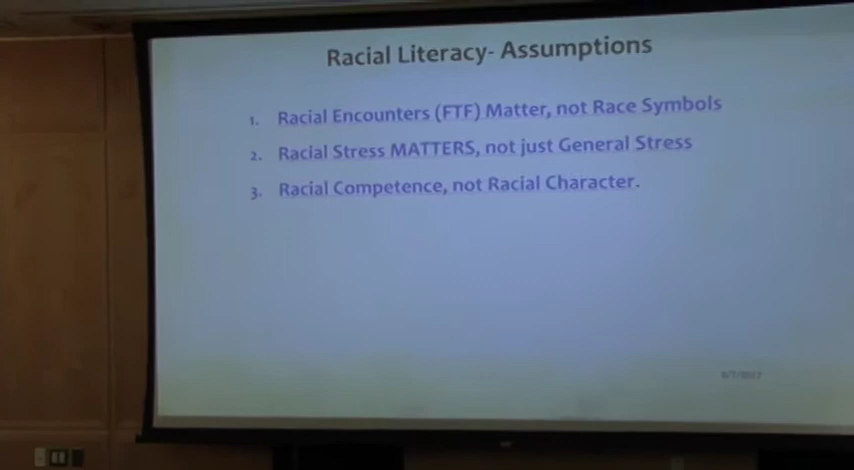 Racial Literacy- Assumptions
1. Racial Encounters (FTF) Matter, not Race Symbols
2. Racial Stress MATTERS, not just General Stress
3. Racial Competence, not Racial Character.